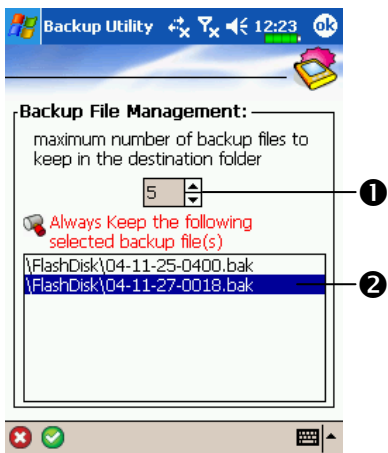 Backup Utility 12:23 ok
Backup File Management:
maximum number of backup files to
keep in the destination folder
5
1
Always Keep the following
selected backup file(s)
\FlashDisk\04-11-25-0400.bak
\FlashDisk\04-11-27-0018.bak
2